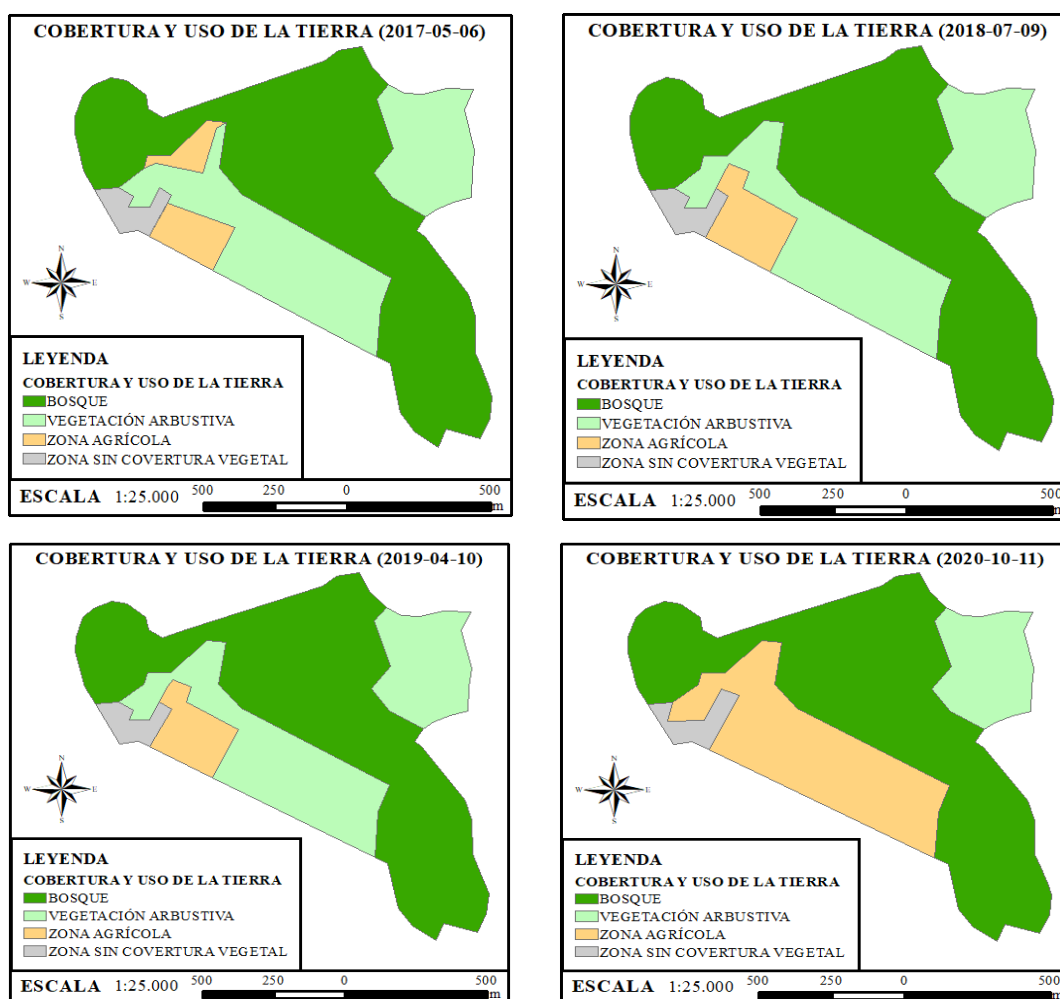 COBERTURA Y USO DE LA TIERRA (2017-05-06)
N
W E
S
LEYENDA
COBERTURA Y USO DE LA TIERRA
BOSQUE
VEGETACIÓN ARBUSTIVA
ZONA AGRÍCOLA
ZONA SIN COVERTURA VEGETAL
ESCALA 1:25.000 500 250 0 500
m
COBERTURA Y USO DE LA TIERRA (2018-07-09)
N
W E
S
LEYENDA
COBERTURA Y USO DE LA TIERRA
BOSQUE
VEGETACIÓN ARBUSTIVA
ZONA AGRÍCOLA
ZONA SIN COVERTURA VEGETAL
ESCALA 1:25.000 500 250 0 500
m
COBERTURA Y USO DE LA TIERRA (2019-04-10)
N
W E
S
LEYENDA
COBERTURA Y USO DE LA TIERRA
BOSQUE
VEGETACIÓN ARBUSTIVA
ZONA AGRÍCOLA
ZONA SIN COVERTURA VEGETAL
ESCALA 1:25.000 500 250 0 500
m
COBERTURA Y USO DE LA TIERRA (2020-10-11)
N
W E
S
LEYENDA
COBERTURA Y USO DE LA TIERRA
BOSQUE
VEGETACIÓN ARBUSTIVA
ZONA AGRÍCOLA
ZONA SIN COVERTURA VEGETAL
ESCALA 1:25.000 500 250 0 500
m